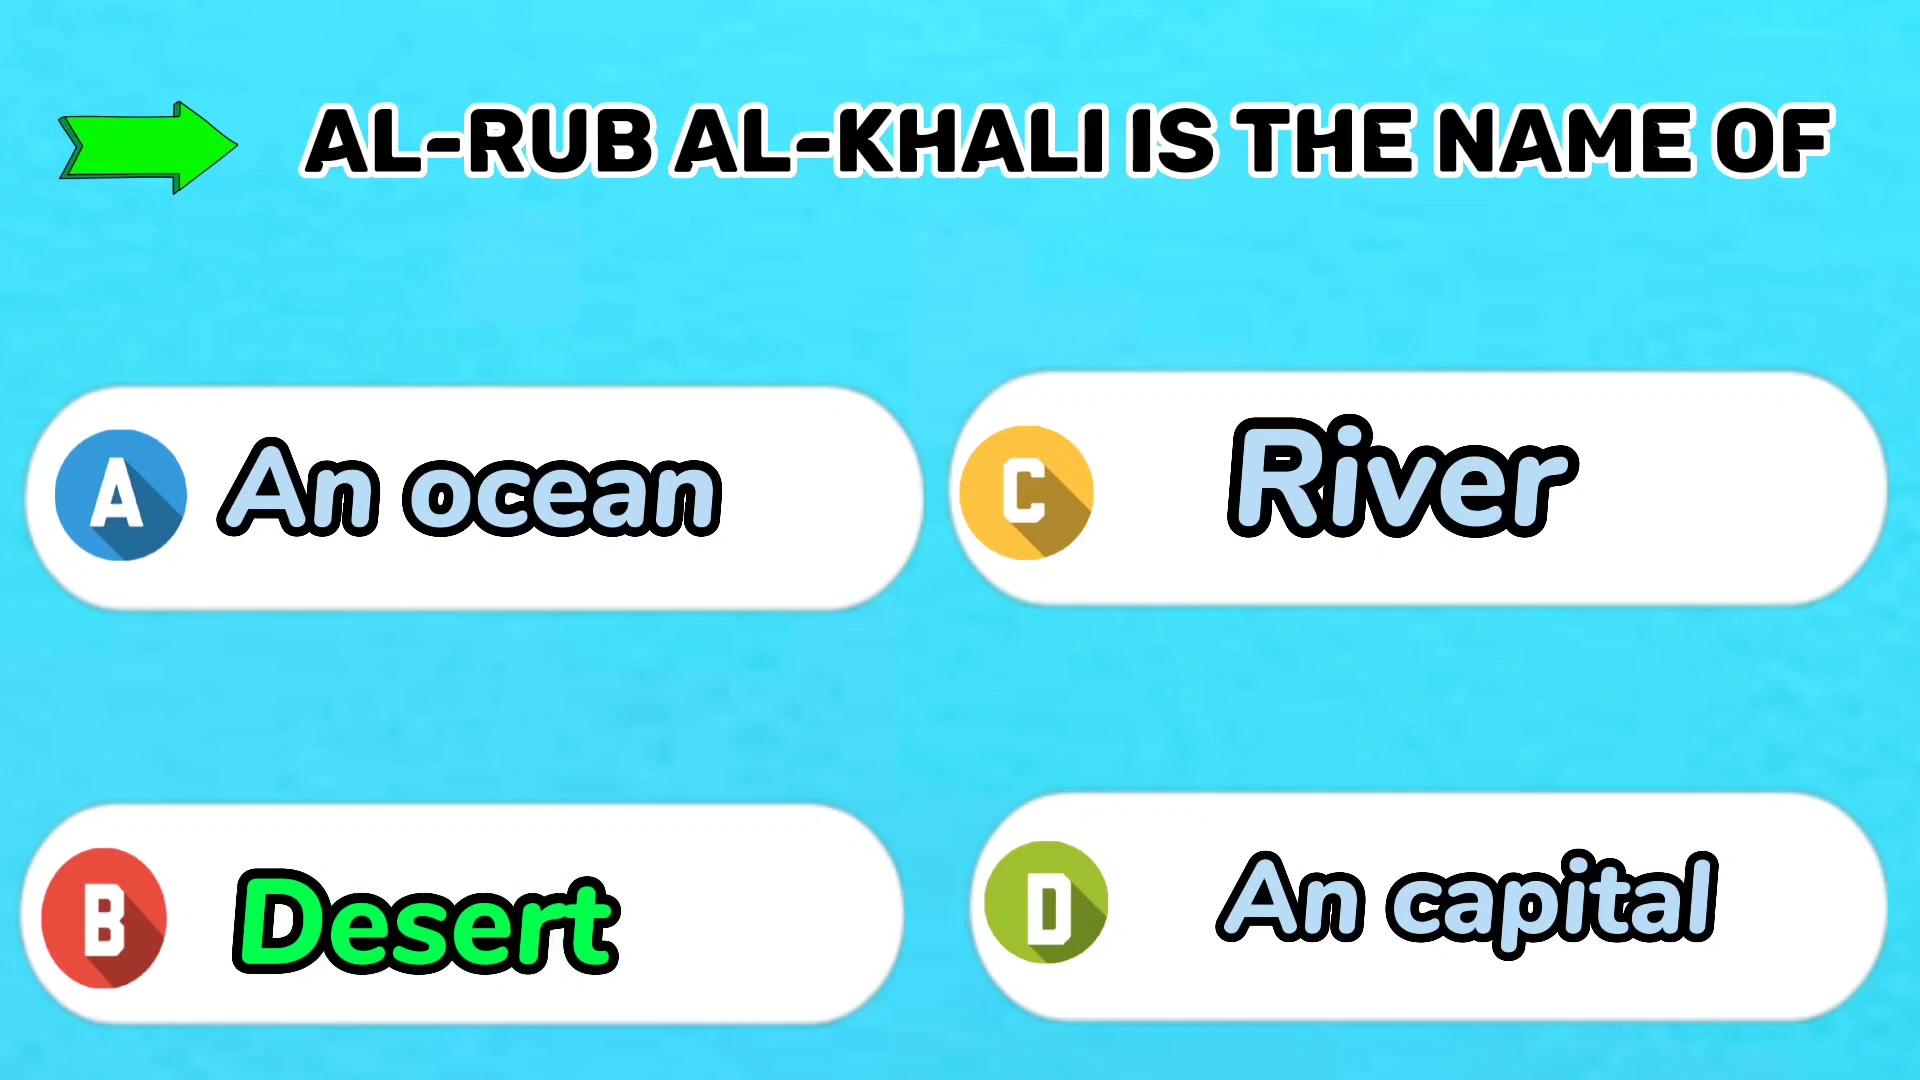 AL-RUB AL-KHALI IS THE NAME OF
A An ocean
C River
B Desert
D An capital